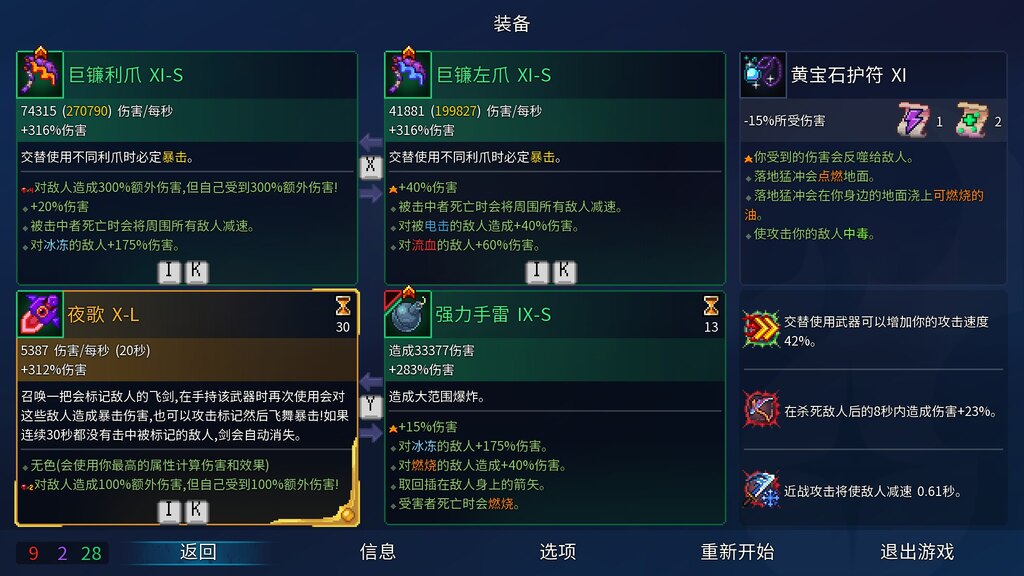 装备
巨镰利爪 XI-S
74315 (270790) 伤害/每秒
+316%伤害
交替使用不同利爪时必定暴击。
对敌人造成300%额外伤害,但自己受到300%额外伤害!
+20%伤害
被击中者死亡时会将周围所有敌人减速。
对冰冻的敌人+175%伤害。
I K
X
巨镰左爪 XI-S
41881 (199827) 伤害/每秒
+316%伤害
交替使用不同利爪时必定暴击。
+40%伤害
被击中者死亡时会将周围所有敌人减速。
对被电击的敌人造成+40%伤害。
对流血的敌人+60%伤害。
I K
黄宝石护符 XI
-15%所受伤害 1 2
你受到的伤害会反噬给敌人。
落地猛冲会点燃地面。
落地猛冲会在你身边的地面浇上可燃烧的
油。
使攻击你的敌人中毒。
夜歌 X-L
30
5387 伤害/每秒 (20秒)
+312%伤害
召唤一把会标记敌人的飞剑,在手持该武器时再次使用会对
这些敌人造成暴击伤害,也可以攻击标记然后飞舞暴击!如果
连续30秒都没有击中被标记的敌人,剑会自动消失。
无色(会使用你最高的属性计算伤害和效果)
对敌人造成100%额外伤害,但自己受到100%额外伤害!
I K
Y
强力手雷 IX-S
13
造成33377伤害
+283%伤害
造成大范围爆炸。
+15%伤害
对冰冻的敌人+175%伤害。
对燃烧的敌人造成+40%伤害。
取回插在敌人身上的箭矢。
受害者死亡时会燃烧。
交替使用武器可以增加你的攻击速度
42%。
在杀死敌人后的8秒内造成伤害+23%。
近战攻击将使敌人减速 0.61秒。
9 2 28
返回 信息 选项 重新开始 退出游戏